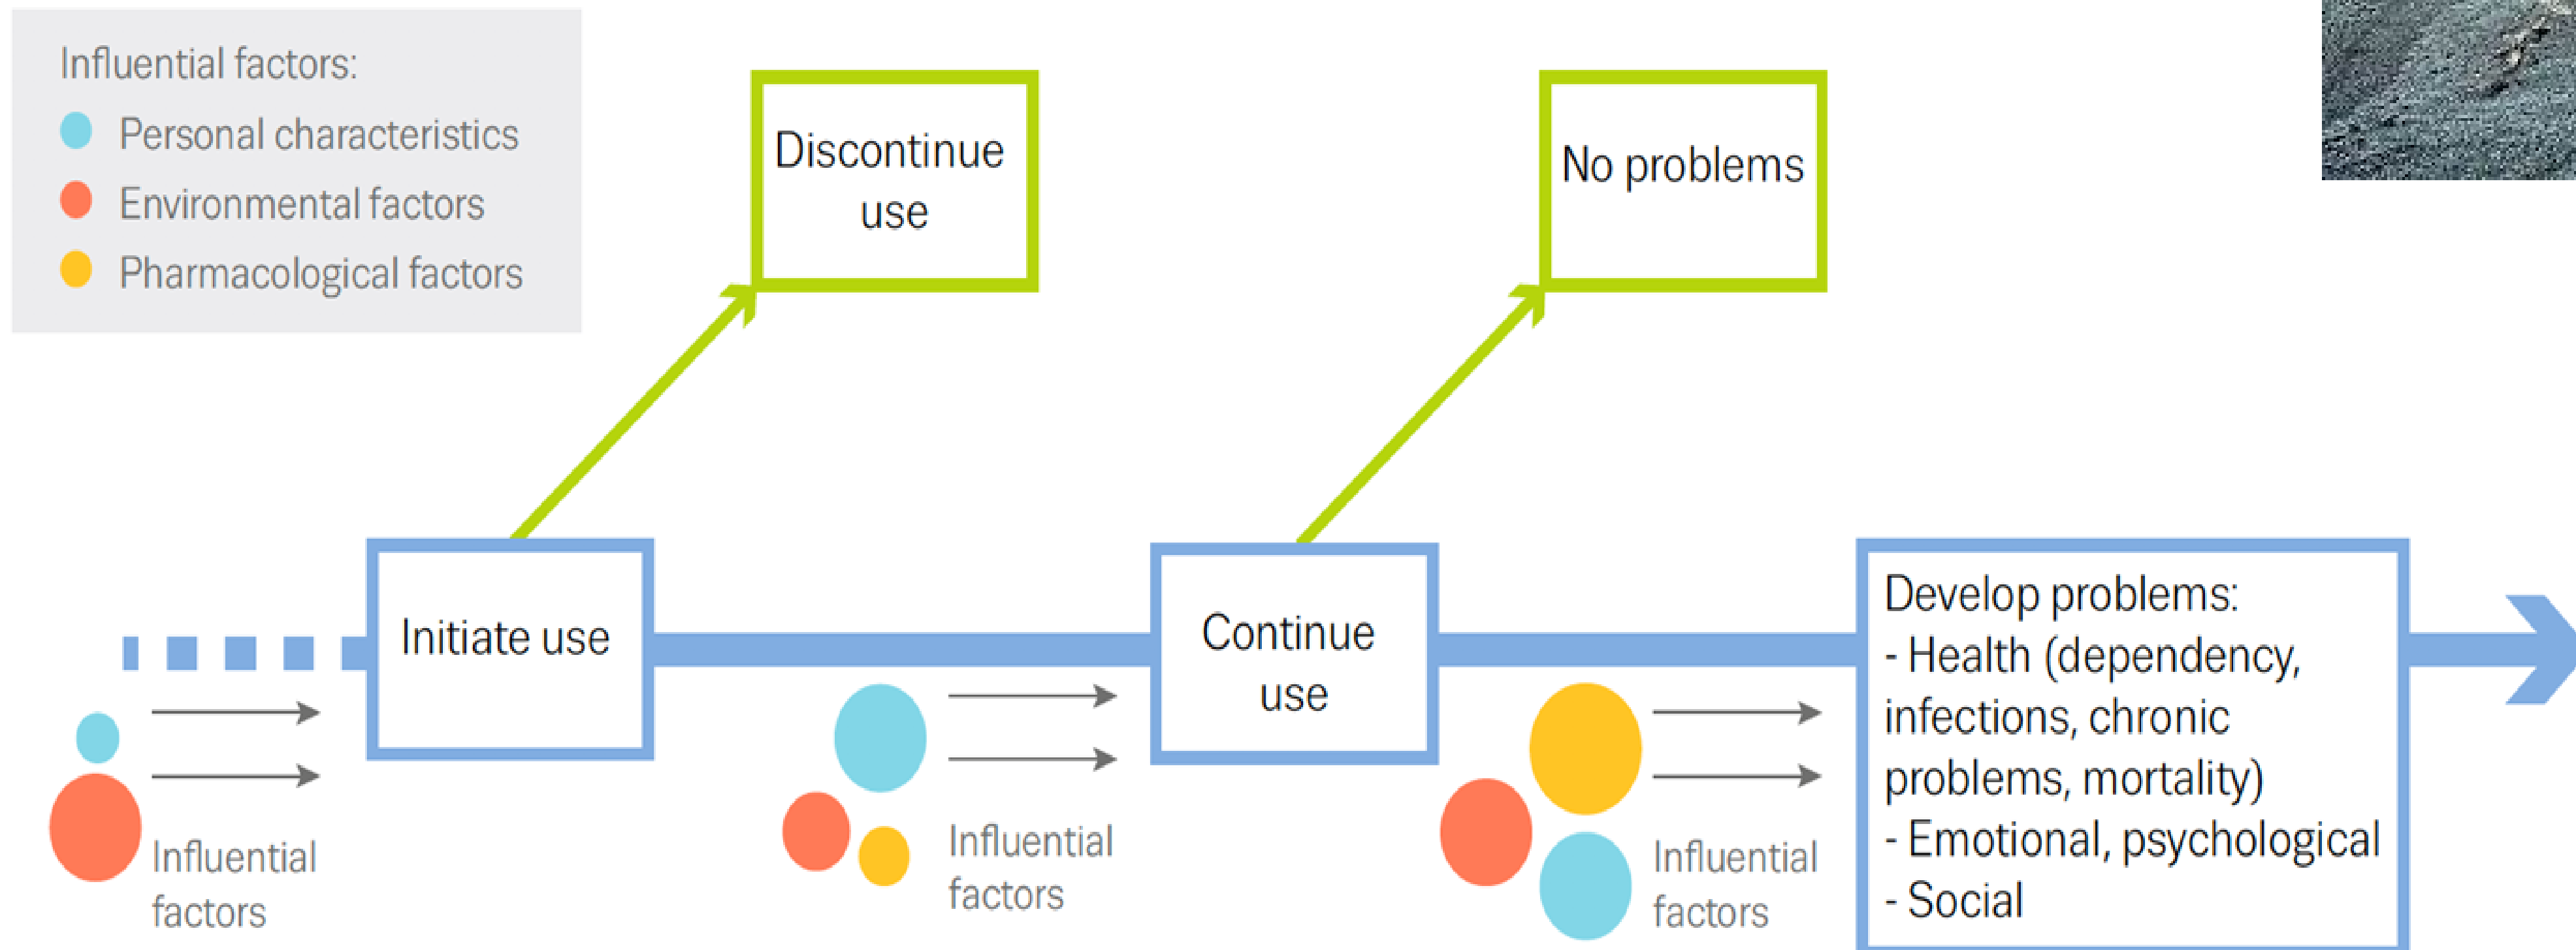 Influential factors:
Personal characteristics
Environmental factors
Pharmacological factors
Discontinue
use
No problems
Initiate use
Continue
use
Develop problems:
- Health (dependency,
infections, chronic
problems, mortality)
- Emotional, psychological
- Social
Influential
factors
Influential
factors
Influential
factors